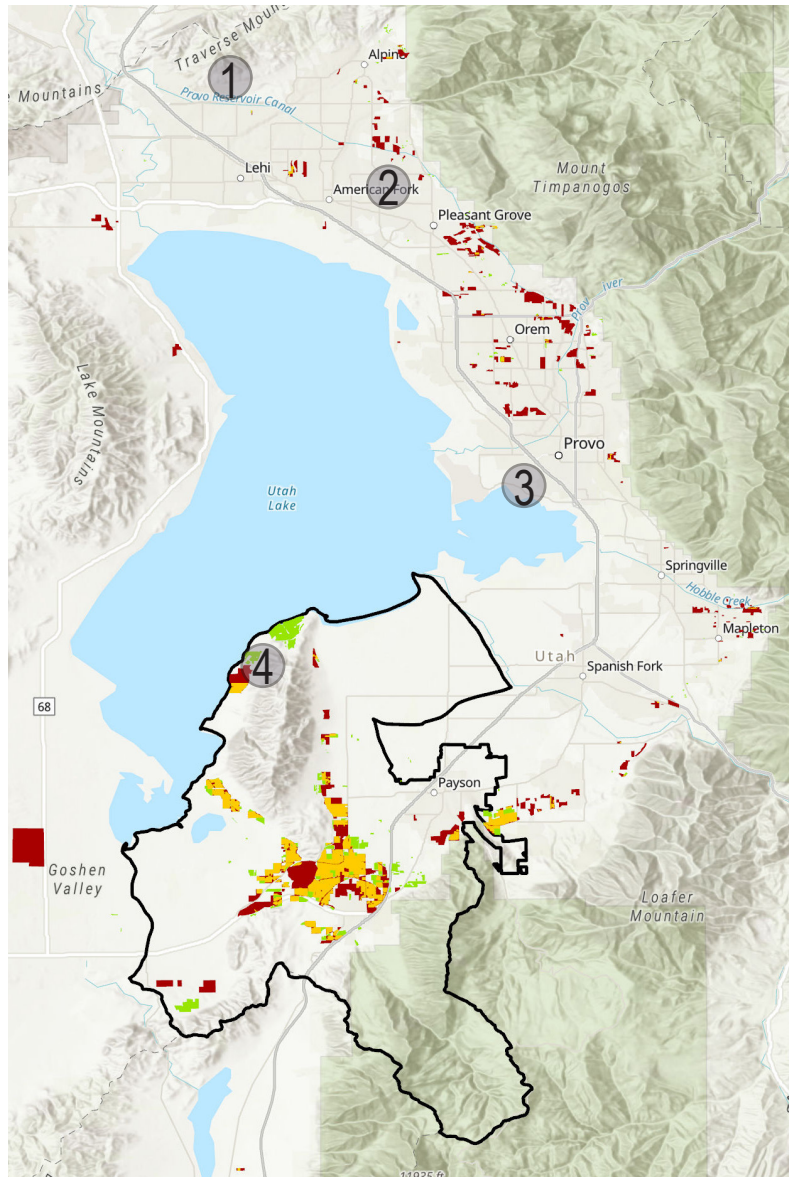 Traverse Mount
Alpine
1
e Mountains
Provo Reservoir Canal
Mount
Timpanogos
Lehi
2
American Fork
Pleasant Grove
Prov
iver
Orem
Lake Mountains
Provo
3
Utah
Lake
Springville
Hobble Creek
Mapleton
Utah
4
Spanish Fork
68
Payson
Goshen
Valley
Loafer
Mountain
11935 ft